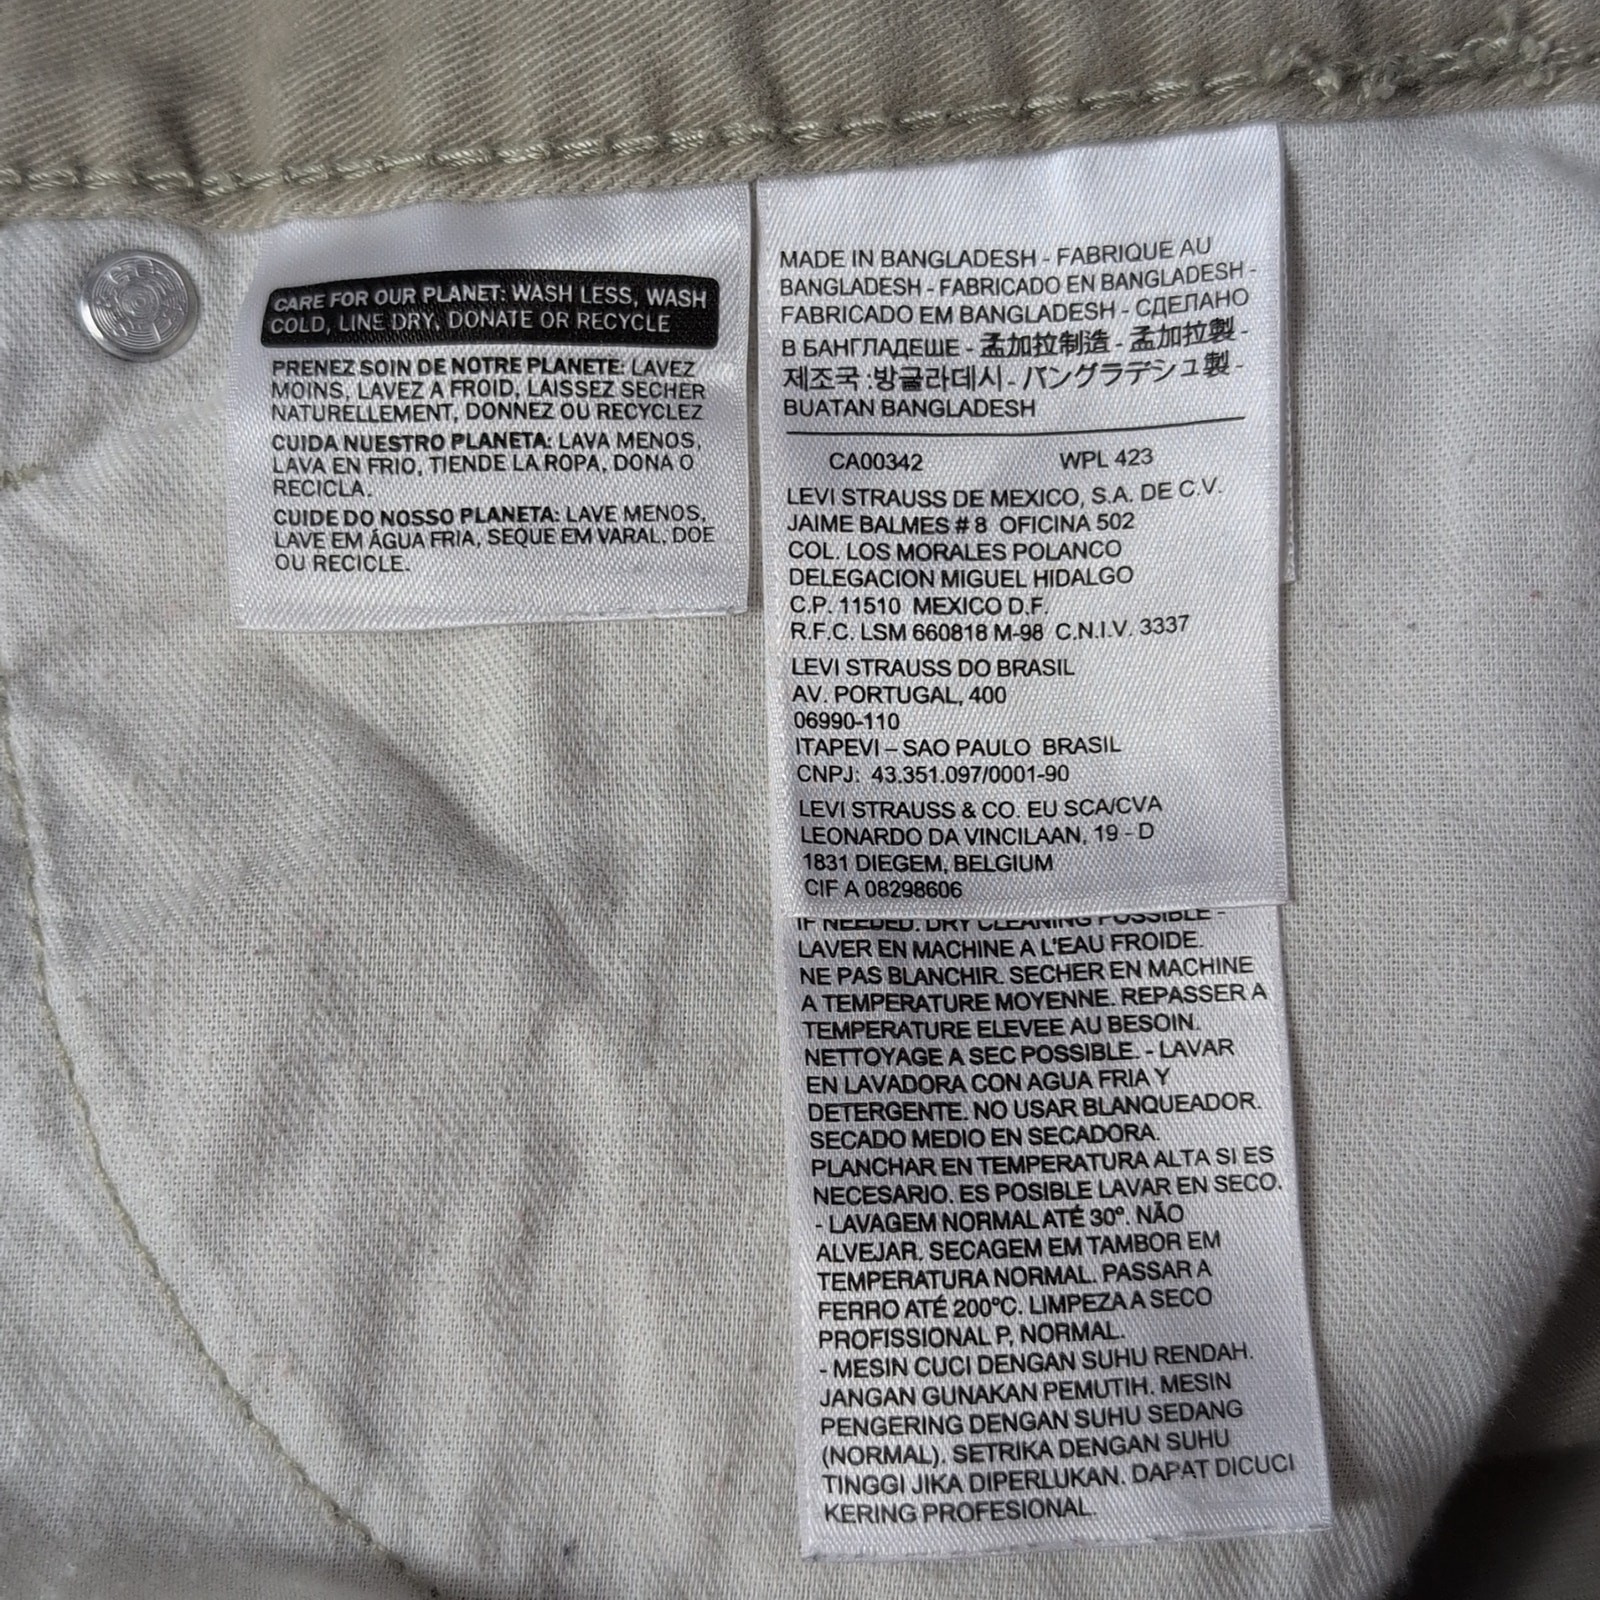 CARE FOR OUR PLANET: WASH LESS, WASH
COLD, LINE DRY, DONATE OR RECYCLE
PRENEZ SOIN DE NOTRE PLANETE: LAVEZ
MOINS, LAVEZ A FROID, LAISSEZ SECHER
NATURELLEMENT, DONNEZ OU RECYCLEZ
CUIDA NUESTRO PLANETA: LAVA MENOS,
LAVA EN FRIO, TIENDE LA ROPA, DONA O
RECICLA.
CUIDE DO NOSSO PLANETA: LAVE MENOS,
LAVE EM ÁGUA FRIA, SEQUE EM VARAL. DOE
OU RECICLE.
MADE IN BANGLADESH - FABRIQUE AU
BANGLADESH - FABRICADO EN BANGLADESH -
FABRICADO EM BANGLADESH - СДЕЛАНО
В БАНГЛАДЕШЕ - 孟加拉制造 - 孟加拉製 -
제조국 :방글라데시 - バングラデシュ製 -
BUATAN BANGLADESH
CA00342 WPL 423
LEVI STRAUSS DE MEXICO, S.A. DE C.V.
JAIME BALMES # 8 OFICINA 502
COL. LOS MORALES POLANCO
DELEGACION MIGUEL HIDALGO
C.P. 11510 MEXICO D.F.
R.F.C. LSM 660818 M-98 C.N.I.V. 3337
LEVI STRAUSS DO BRASIL
AV. PORTUGAL, 400
06990-110
ITAPEVI – SAO PAULO BRASIL
CNPJ: 43.351.097/0001-90
LEVI STRAUSS & CO. EU SCA/CVA
LEONARDO DA VINCILAAN, 19 - D
1831 DIEGEM, BELGIUM
CIF A 08298606
IF NEEDED. DRY CLEANING POSSIBLE -
LAVER EN MACHINE A L'EAU FROIDE.
NE PAS BLANCHIR. SECHER EN MACHINE
A TEMPERATURE MOYENNE. REPASSER A
TEMPERATURE ELEVEE AU BESOIN.
NETTOYAGE A SEC POSSIBLE. - LAVAR
EN LAVADORA CON AGUA FRIA Y
DETERGENTE. NO USAR BLANQUEADOR.
SECADO MEDIO EN SECADORA.
PLANCHAR EN TEMPERATURA ALTA SI ES
NECESARIO. ES POSIBLE LAVAR EN SECO.
- LAVAGEM NORMAL ATÉ 30º. NÃO
ALVEJAR. SECAGEM EM TAMBOR EM
TEMPERATURA NORMAL. PASSAR A
FERRO ATÉ 200ºC. LIMPEZA A SECO
PROFISSIONAL P, NORMAL.
- MESIN CUCI DENGAN SUHU RENDAH.
JANGAN GUNAKAN PEMUTIH. MESIN
PENGERING DENGAN SUHU SEDANG
(NORMAL). SETRIKA DENGAN SUHU
TINGGI JIKA DIPERLUKAN. DAPAT DICUCI
KERING PROFESIONAL.